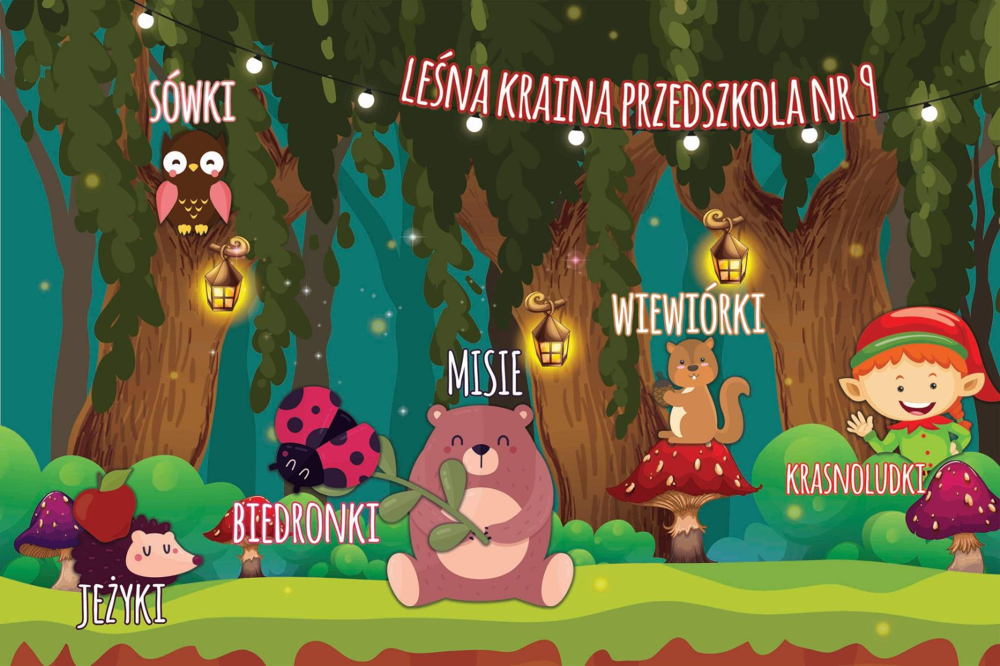 SÓWKI
LEŚNA KRAINA PRZEDSZKOLA NR 9
WIEWIÓRKI
MISIE
KRASNOLUDKI
BIEDRONKI
JEŻYKI